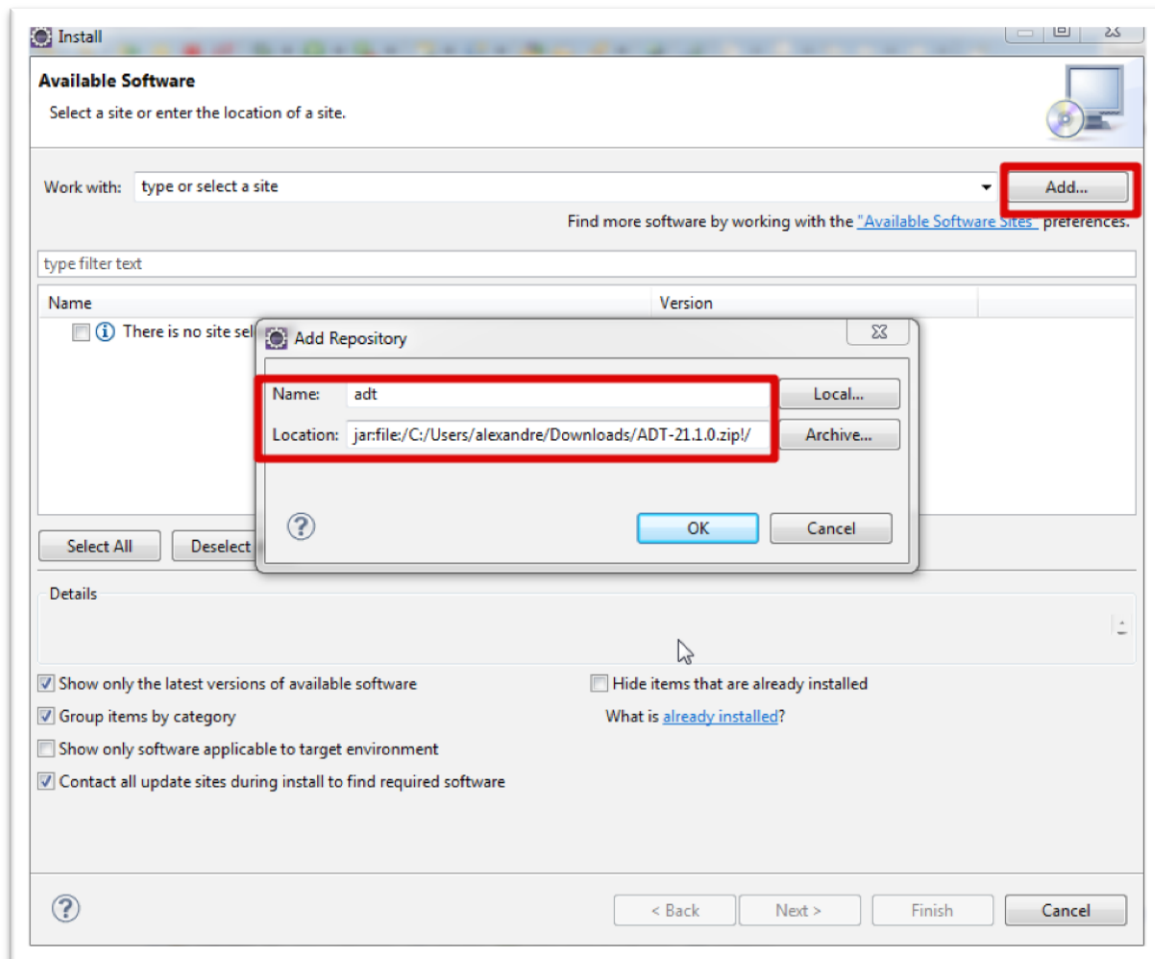 Install
Available Software
Select a site or enter the location of a site.
Work with: type or select a site Add...
Find more software by working with the "Available Software Sites" preferences.
type filter text
Name Version
There is no site sel
Add Repository
Name: adt Local...
Location: jar:file:/C:/Users/alexandre/Downloads/ADT-21.1.0.zip!/ Archive...
OK Cancel
Select All Deselect
Details
Show only the latest versions of available software Hide items that are already installed
Group items by category What is already installed?
Show only software applicable to target environment
Contact all update sites during install to find required software
< Back Next > Finish Cancel